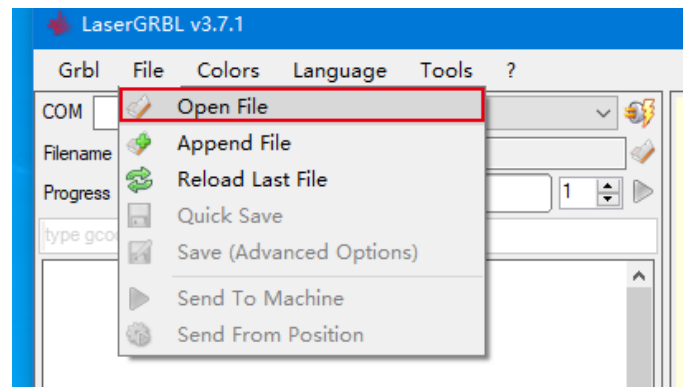 LaserGRBL v3.7.1
Grbl File Colors Language Tools ?
COM
Open File
Filename
Append File
Progress
Reload Last File
1
Quick Save
type gco
Save (Advanced Options)
Send To Machine
Send From Position